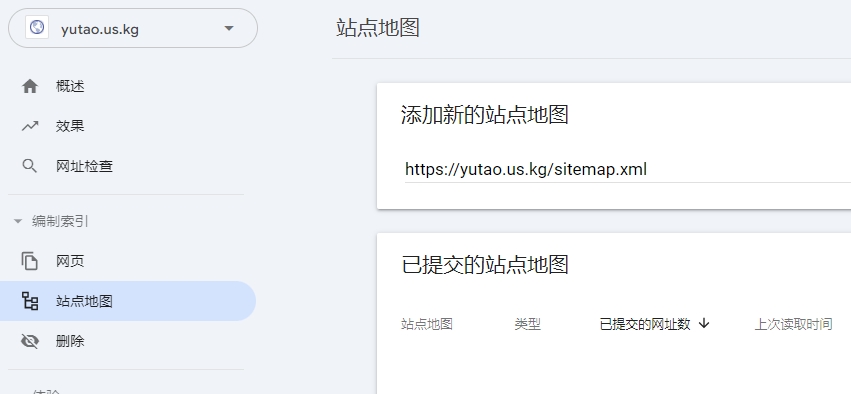 yutao.us.kg
站点地图
概述
效果
网址检查
编制索引
网页
站点地图
删除
添加新的站点地图
https://yutao.us.kg/sitemap.xml
已提交的站点地图
站点地图 类型 已提交的网址数 上次读取时间